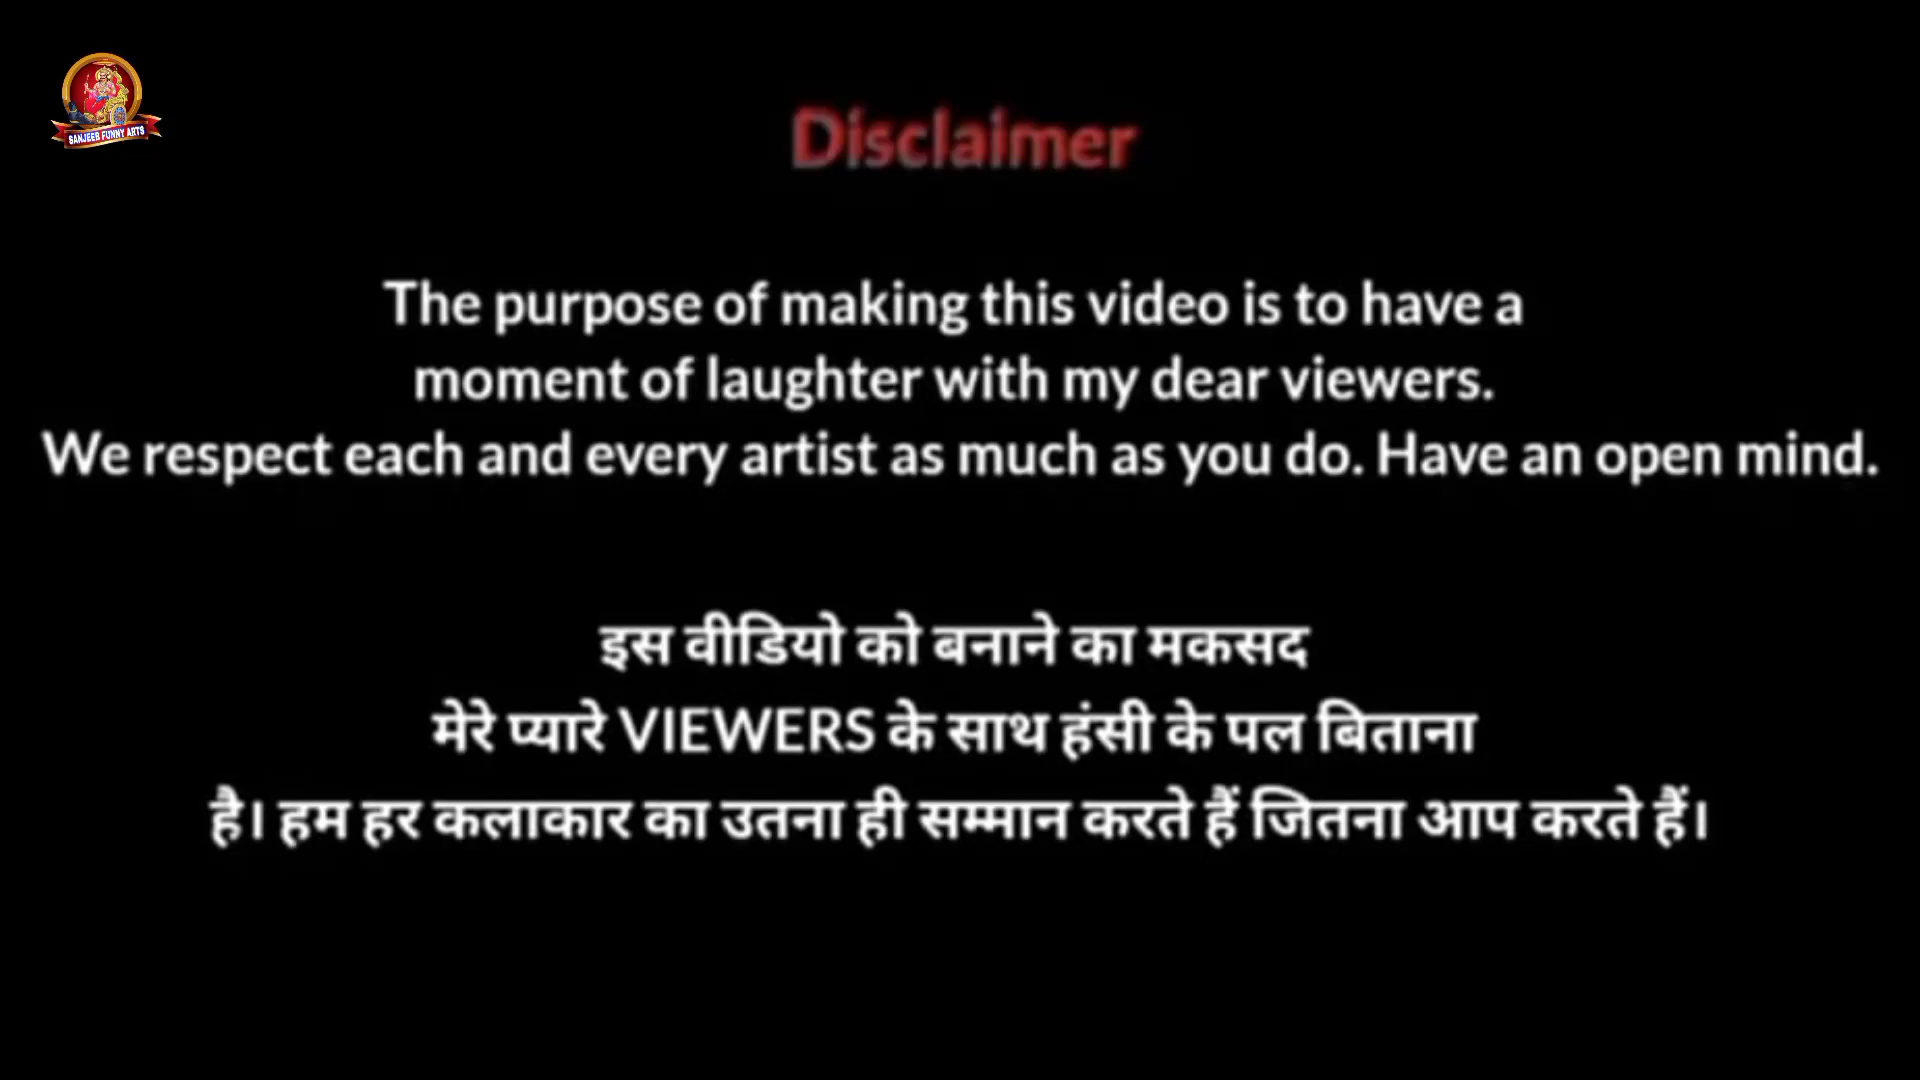 SANJEEB FUNNY ARTS
Disclaimer
The purpose of making this video is to have a
moment of laughter with my dear viewers.
We respect each and every artist as much as you do. Have an open mind.
इस वीडियो को बनाने का मकसद
मेरे प्यारे VIEWERS के साथ हंसी के पल बिताना
है। हम हर कलाकार का उतना ही सम्मान करते हैं जितना आप करते हैं।